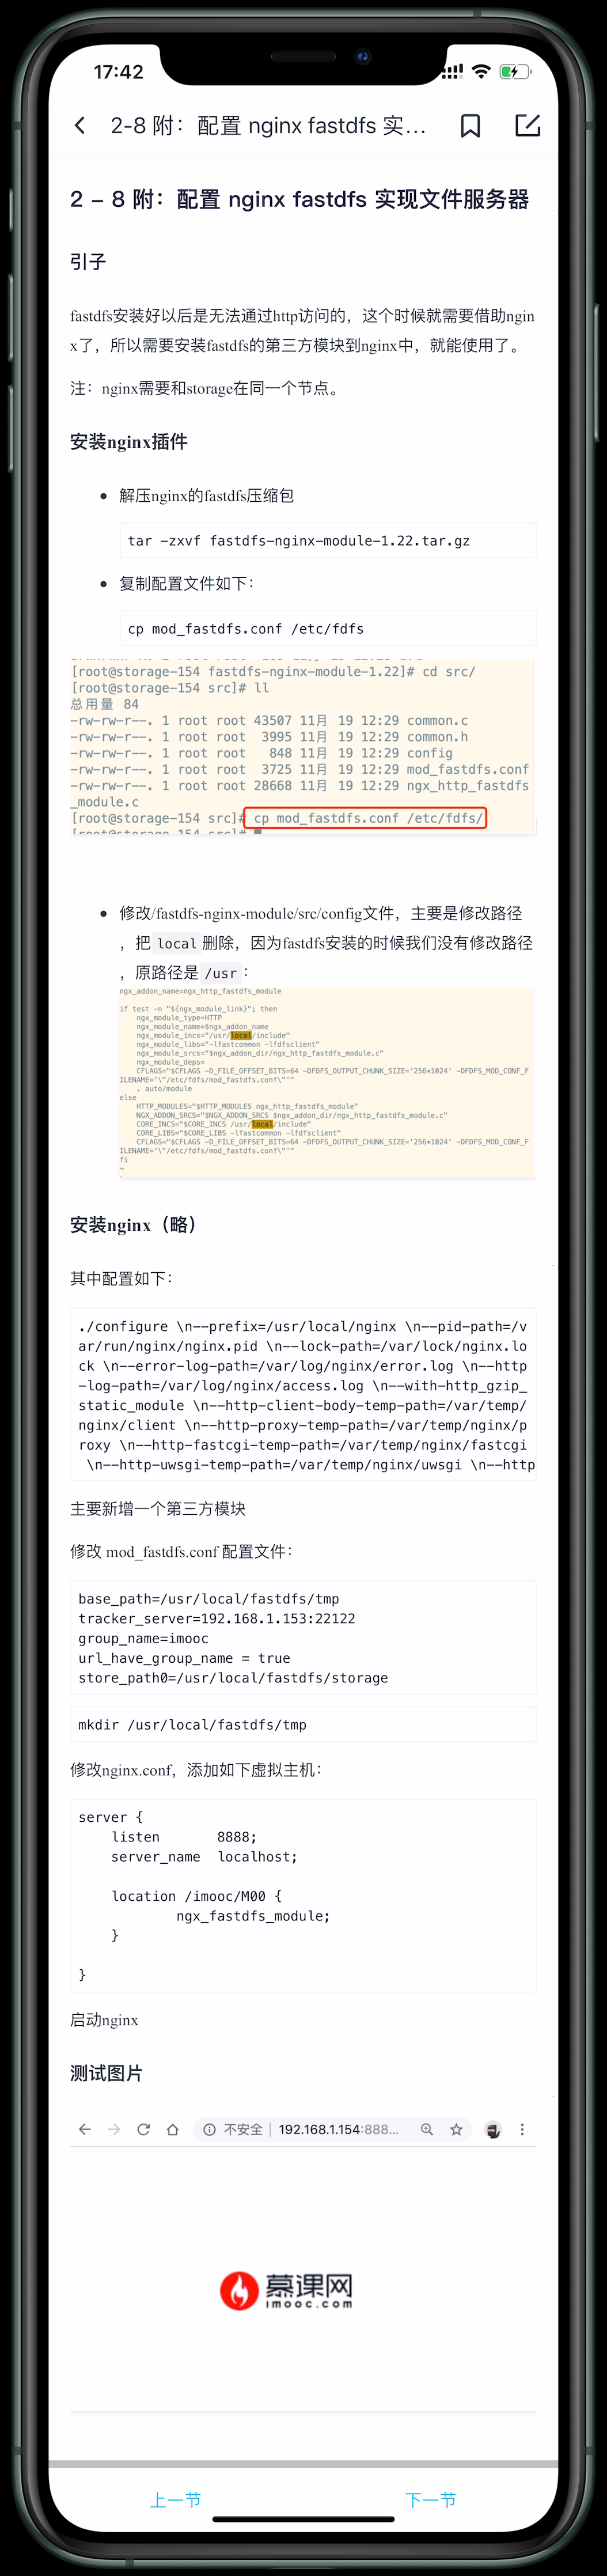 17:42
2-8 附：配置 nginx fastdfs 实...
2 – 8 附：配置 nginx fastdfs 实现文件服务器
引子
fastdfs安装好以后是无法通过http访问的，这个时候就需要借助ngin
x了，所以需要安装fastdfs的第三方模块到nginx中，就能使用了。
注：nginx需要和storage在同一个节点。
安装nginx插件
• 解压nginx的fastdfs压缩包
tar -zxvf fastdfs-nginx-module-1.22.tar.gz
• 复制配置文件如下：
cp mod_fastdfs.conf /etc/fdfs
[root@storage-154 fastdfs-nginx-module-1.22]# cd src/
[root@storage-154 src]# ll
总用量 84
-rw-rw-r--. 1 root root 43507 11月 19 12:29 common.c
-rw-rw-r--. 1 root root  3995 11月 19 12:29 common.h
-rw-rw-r--. 1 root root   848 11月 19 12:29 config
-rw-rw-r--. 1 root root  3725 11月 19 12:29 mod_fastdfs.conf
-rw-rw-r--. 1 root root 28668 11月 19 12:29 ngx_http_fastdfs
_module.c
[root@storage-154 src]# cp mod_fastdfs.conf /etc/fdfs/
[root@storage-154 src]#
• 修改/fastdfs-nginx-module/src/config文件，主要是修改路径
，把 local 删除，因为fastdfs安装的时候我们没有修改路径
，原路径是 /usr ：
ngx_addon_name=ngx_http_fastdfs_module
if test -n "${ngx_module_link}"; then
    ngx_module_type=HTTP
    ngx_module_name=$ngx_addon_name
    ngx_module_incs="/usr/local/include"
    ngx_module_libs="-lfastcommon -lfdfsclient"
    ngx_module_srcs="$ngx_addon_dir/ngx_http_fastdfs_module.c"
    ngx_module_deps=
    CFLAGS="$CFLAGS -D_FILE_OFFSET_BITS=64 -DFDFS_OUTPUT_CHUNK_SIZE='256*1024' -DFDFS_MOD_CONF_F
ILENAME='\"/etc/fdfs/mod_fastdfs.conf\"'"
    . auto/module
else
    HTTP_MODULES="$HTTP_MODULES ngx_http_fastdfs_module"
    NGX_ADDON_SRCS="$NGX_ADDON_SRCS $ngx_addon_dir/ngx_http_fastdfs_module.c"
    CORE_INCS="$CORE_INCS /usr/local/include"
    CORE_LIBS="$CORE_LIBS -lfastcommon -lfdfsclient"
    CFLAGS="$CFLAGS -D_FILE_OFFSET_BITS=64 -DFDFS_OUTPUT_CHUNK_SIZE='256*1024' -DFDFS_MOD_CONF_F
ILENAME='\"/etc/fdfs/mod_fastdfs.conf\"'"
fi
~
安装nginx（略）
其中配置如下：
./configure \n--prefix=/usr/local/nginx \n--pid-path=/v
ar/run/nginx/nginx.pid \n--lock-path=/var/lock/nginx.lo
ck \n--error-log-path=/var/log/nginx/error.log \n--http
-log-path=/var/log/nginx/access.log \n--with-http_gzip_
static_module \n--http-client-body-temp-path=/var/temp/
nginx/client \n--http-proxy-temp-path=/var/temp/nginx/p
roxy \n--http-fastcgi-temp-path=/var/temp/nginx/fastcgi
 \n--http-uwsgi-temp-path=/var/temp/nginx/uwsgi \n--http
主要新增一个第三方模块
修改 mod_fastdfs.conf 配置文件：
base_path=/usr/local/fastdfs/tmp
tracker_server=192.168.1.153:22122
group_name=imooc
url_have_group_name = true
store_path0=/usr/local/fastdfs/storage
mkdir /usr/local/fastdfs/tmp
修改nginx.conf，添加如下虚拟主机：
server {
    listen       8888;
    server_name  localhost;
    location /imooc/M00 {
            ngx_fastdfs_module;
    }
}
启动nginx
测试图片
不安全 | 192.168.1.154:888...
慕课网
imooc.com
上一节 下一节